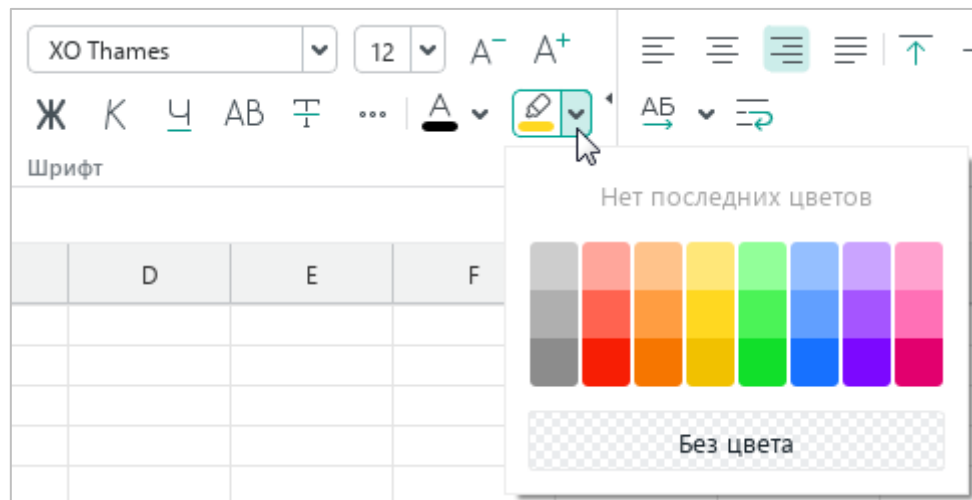 XO Thames 12 A− A+
Ж К Ч АВ Т ... А АБ
Шрифт
Нет последних цветов
D E F
Без цвета